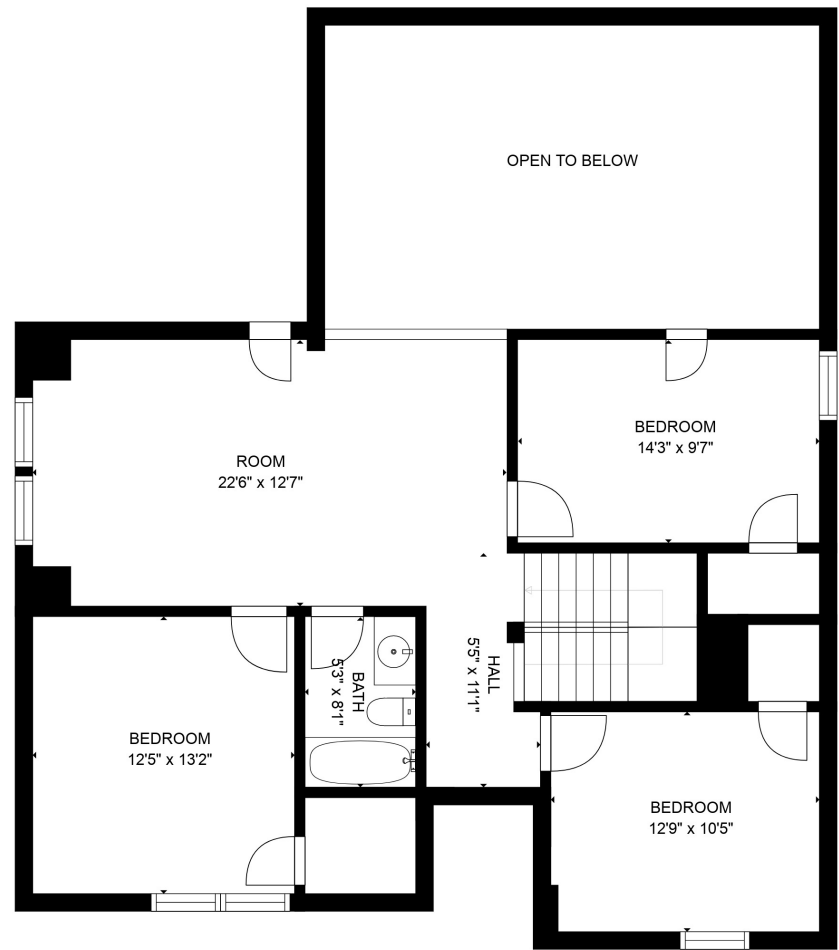 OPEN TO BELOW
BEDROOM
14'3" x 9'7"
ROOM
22'6" x 12'7"
HALL
5'5" x 11'1"
BATH
5'3" x 8'1"
BEDROOM
12'5" x 13'2"
BEDROOM
12'9" x 10'5"